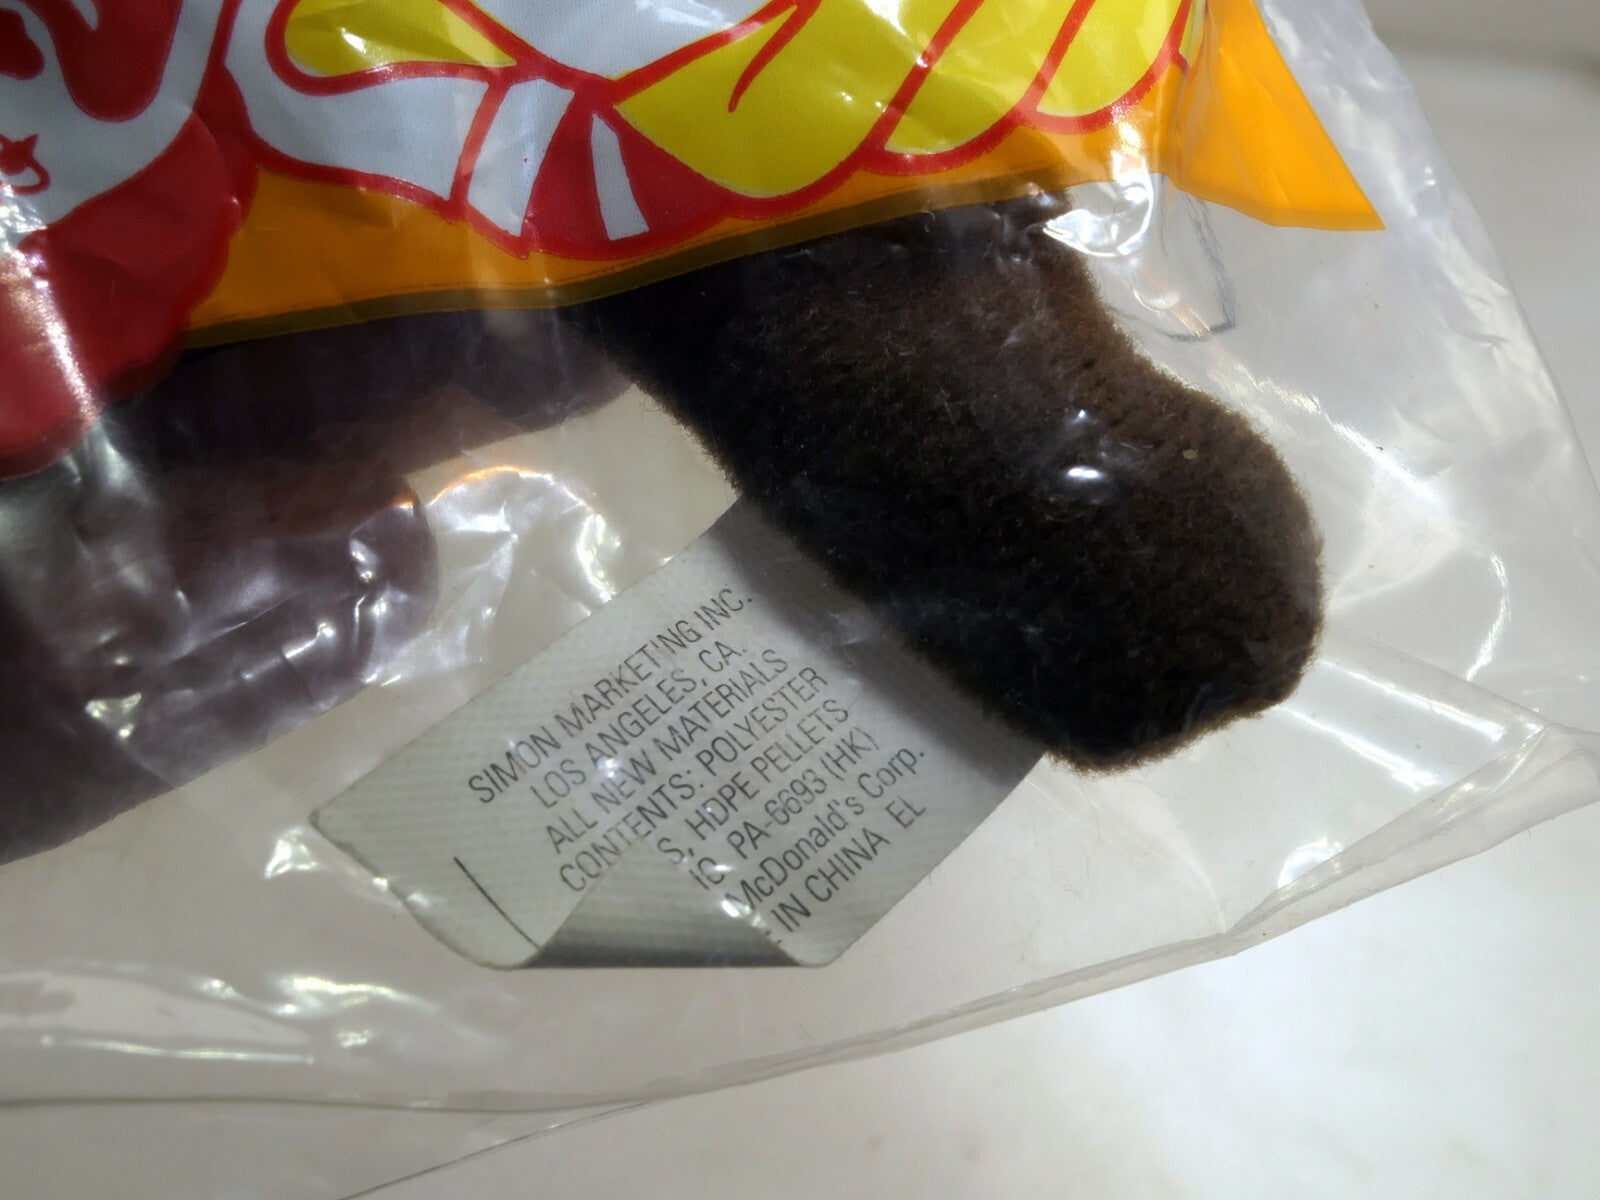 SIMON MARKETING INC.
LOS ANGELES, CA.
ALL NEW MATERIALS
CONTENTS: POLYESTER
S, HDPE PELLETS
PA-6693 (HK)
McDonald's Corp.
IN CHINA EL